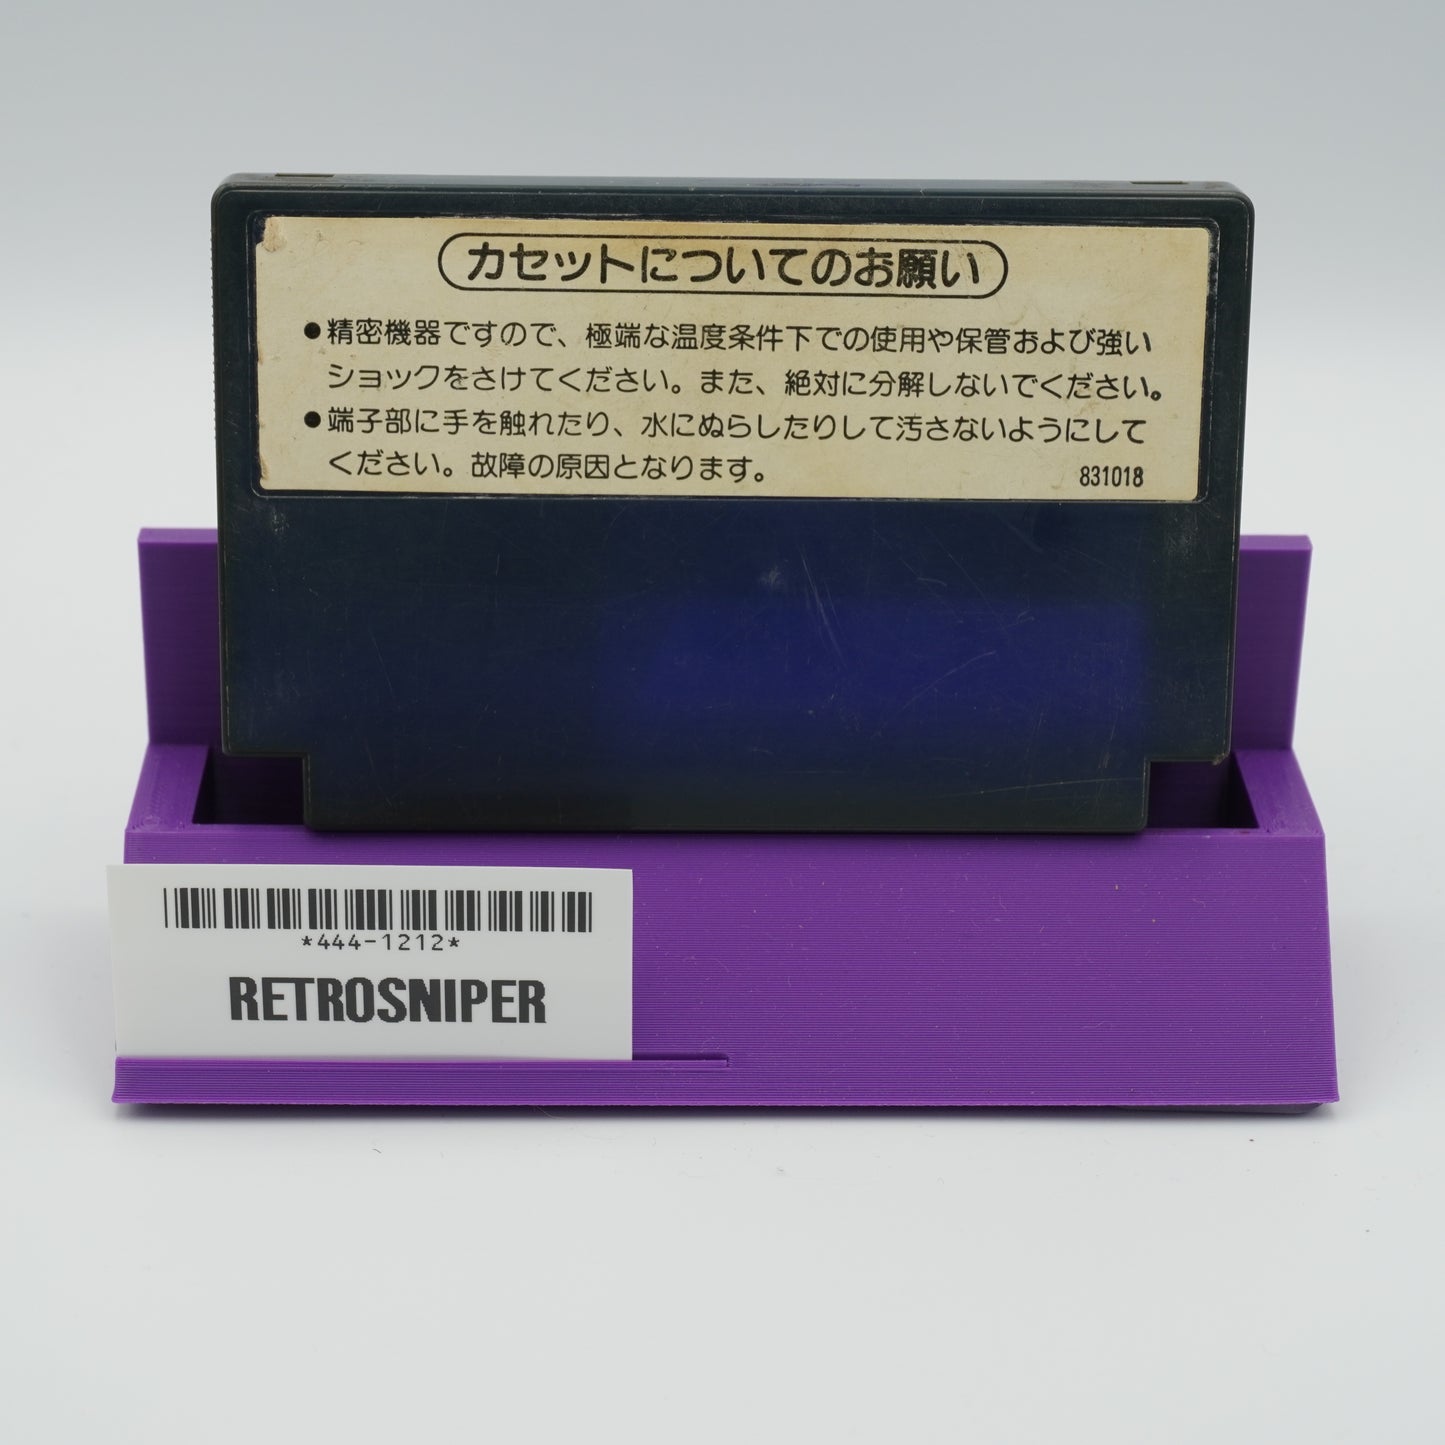 カセットについてのお願い
●精密機器ですので、極端な温度条件下での使用や保管および強い
ショックをさけてください。また、絶対に分解しないでください。
●端子部に手を触れたり、水にぬらしたりして汚さないようにして
ください。故障の原因となります。
831018
*444-1212*
RETROSNIPER